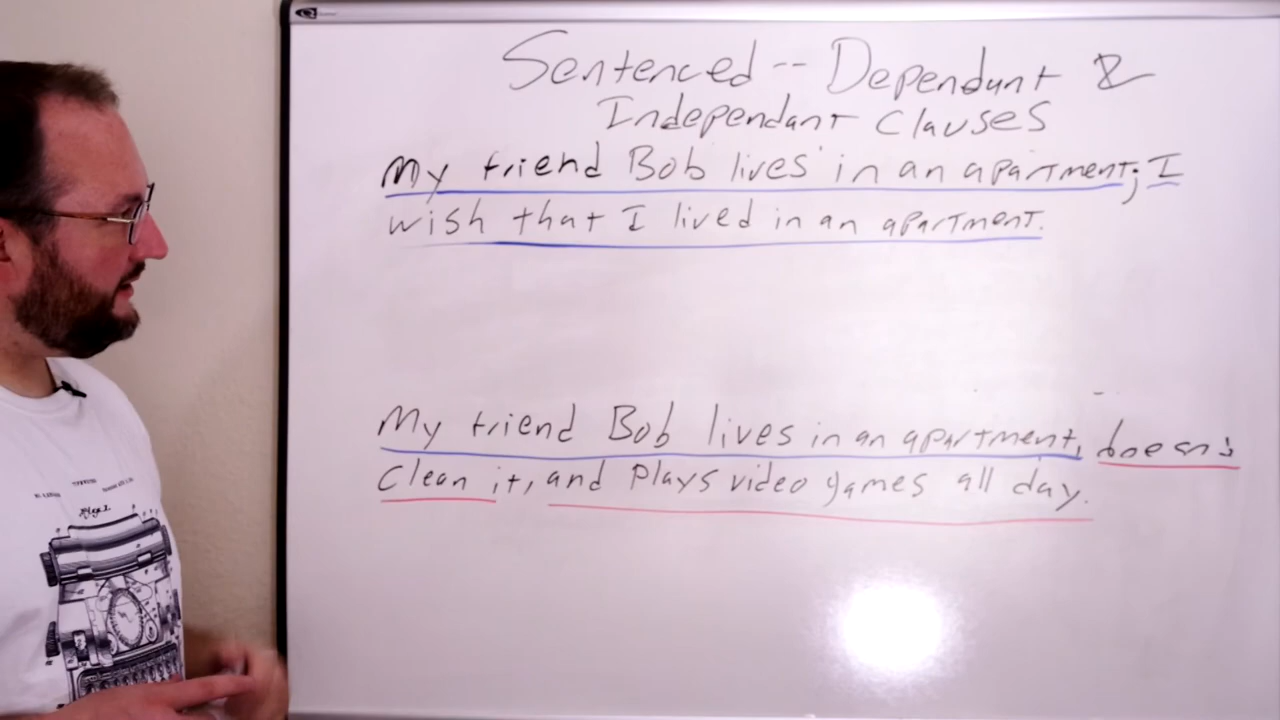 Sentenced -- Dependant &
Independant Clauses
My friend Bob lives in an apartment; I
wish that I lived in an apartment.
My friend Bob lives in an apartment, doesn't
clean it, and plays video games all day.